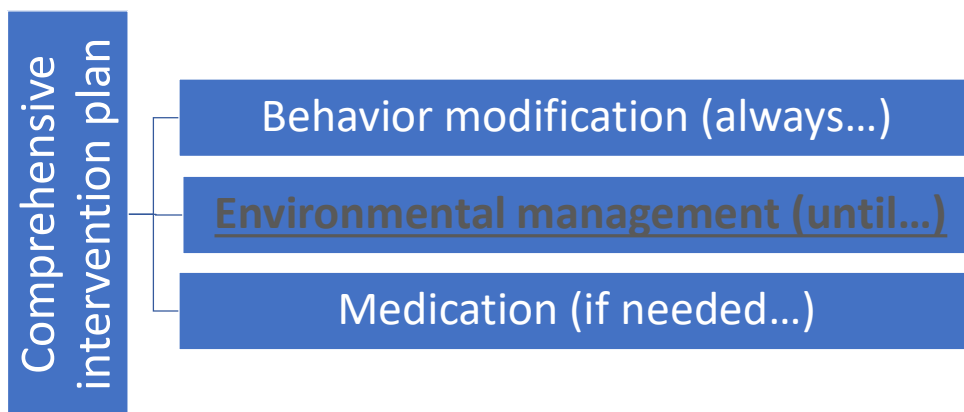 Comprehensive
intervention plan
Behavior modification (always…)
Environmental management (until…)
Medication (if needed…)